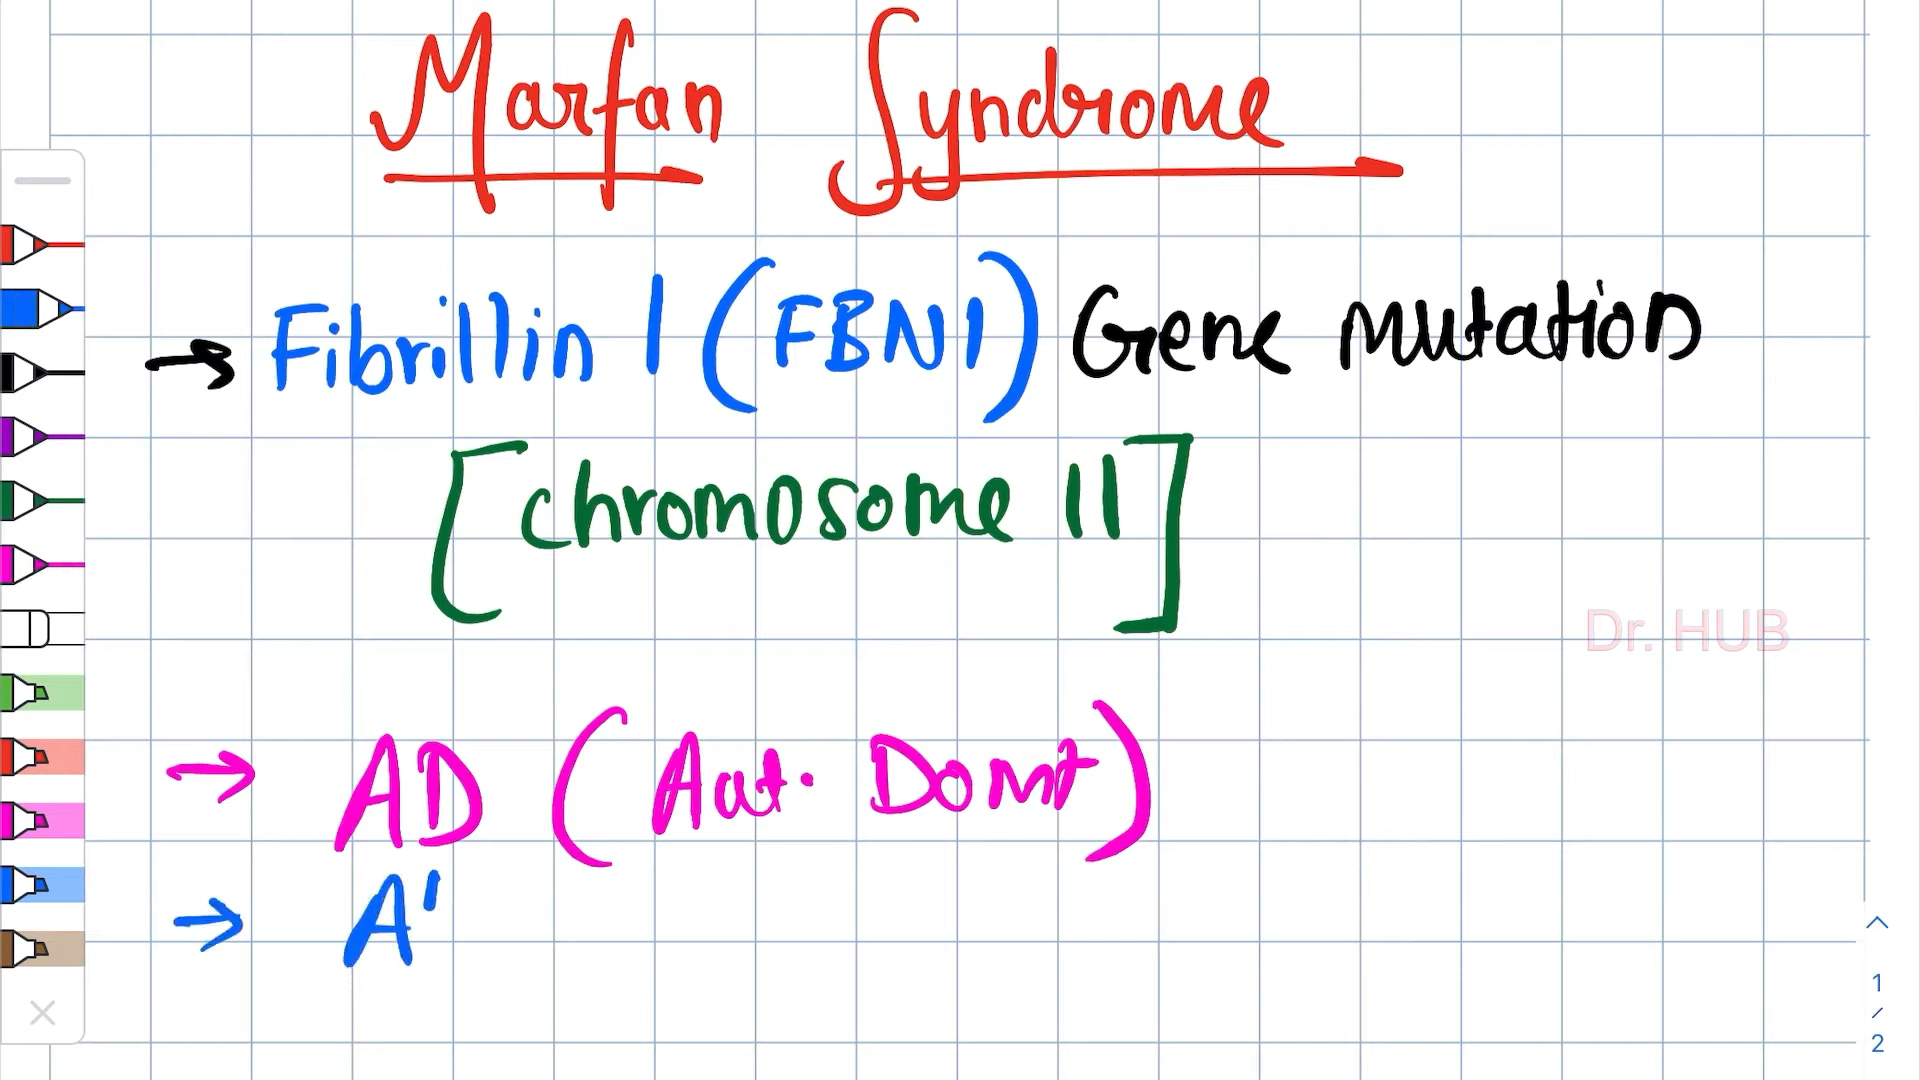 Marfan Syndrome
→ Fibrillin 1 (FBN1) Gene mutation
[chromosome 11]
Dr. HUB
→ AD (Aut. Domt)
→ A'
1
/
2